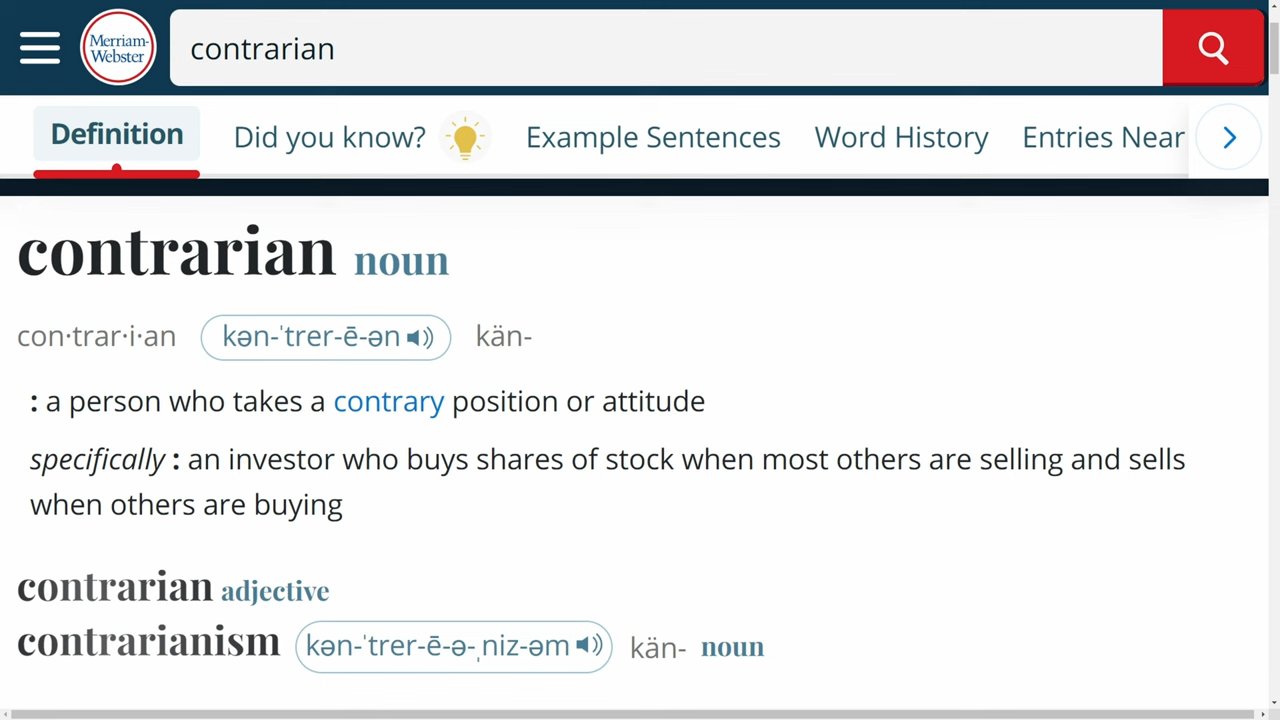 Merriam-
Webster
contrarian
Definition Did you know? Example Sentences Word History Entries Near
contrarian noun
con·trar·i·an kən-ˈtrer-ē-ən kän-
: a person who takes a contrary position or attitude
specifically : an investor who buys shares of stock when most others are selling and sells
when others are buying
contrarian adjective
contrarianism kən-ˈtrer-ē-ə-ˌniz-əm kän- noun